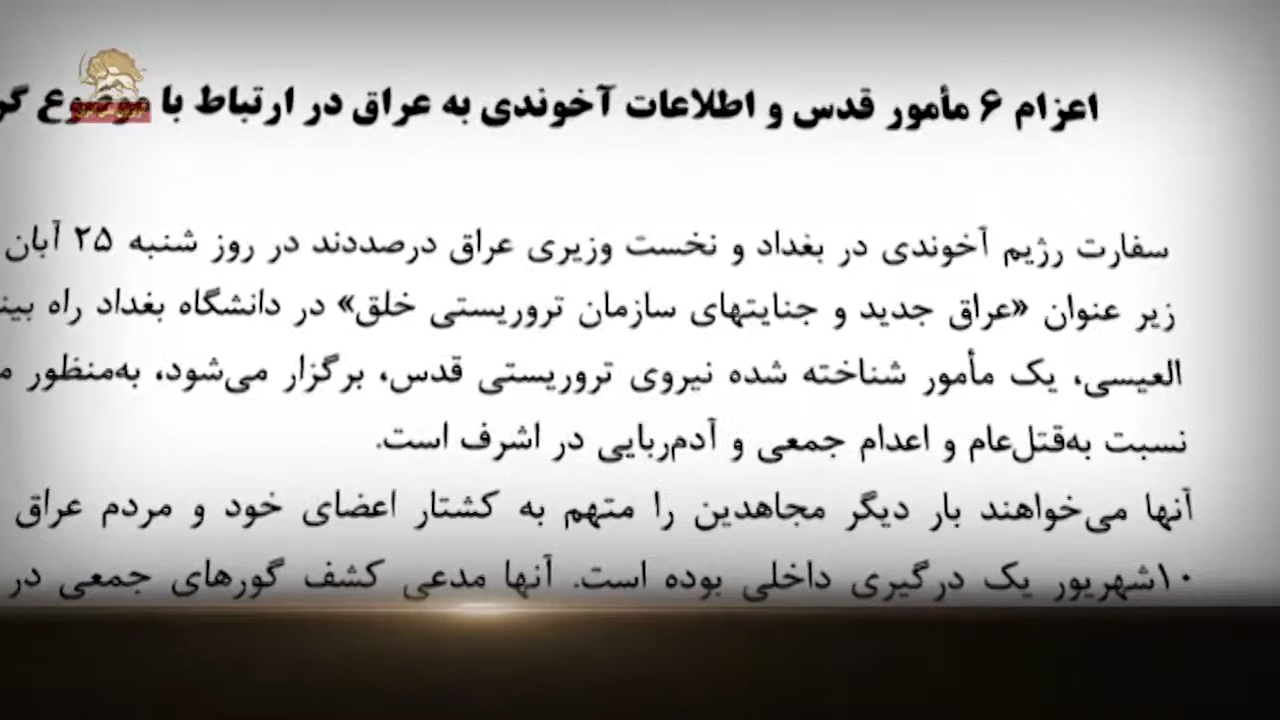 اعزام ۶ مأمور قدس و اطلاعات آخوندی به عراق در ارتباط با موضوع
سفارت رژیم آخوندی در بغداد و نخست وزیری عراق درصددند در روز شنبه ۲۵ آبان
زیر عنوان «عراق جدید و جنایتهای سازمان تروریستی خلق» در دانشگاه بغداد راه
العیسی، یک مأمور شناخته شده نیروی تروریستی قدس، برگزار می‌شود، به‌منظور
نسبت به‌قتل‌عام و اعدام جمعی و آدم‌ربایی در اشرف است.
آنها می‌خواهند بار دیگر مجاهدین را متهم به کشتار اعضای خود و مردم عراق
۱۰شهریور یک درگیری داخلی بوده است. آنها مدعی کشف گورهای جمعی در